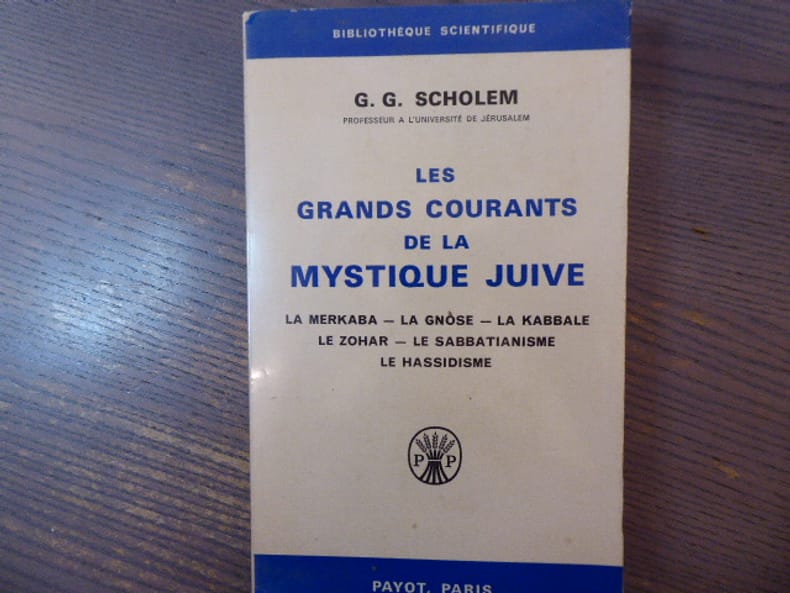 BIBLIOTHÈQUE SCIENTIFIQUE
G. G. SCHOLEM
PROFESSEUR A L'UNIVERSITÉ DE JÉRUSALEM
LES
GRANDS COURANTS
DE LA
MYSTIQUE JUIVE
LA MERKABA — LA GNOSE — LA KABBALE
LE ZOHAR — LE SABBATIANISME
LE HASSIDISME
P P
PAYOT, PARIS